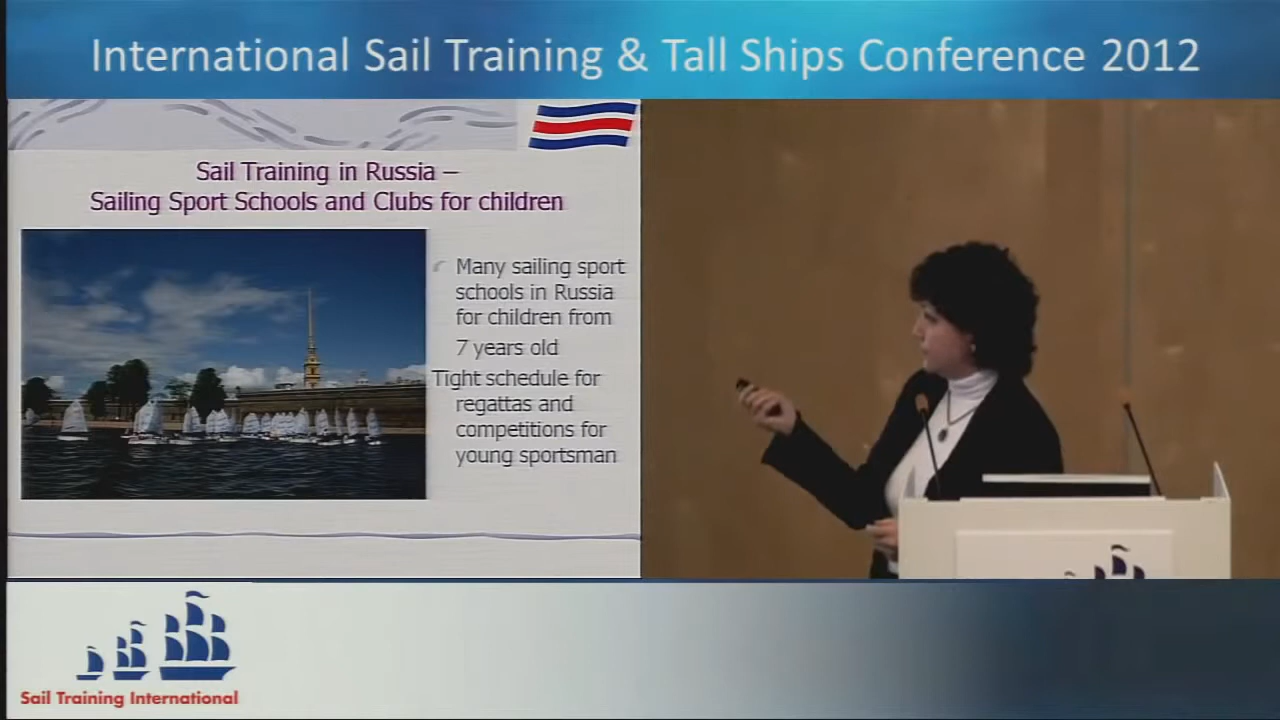 International Sail Training & Tall Ships Conference 2012
Sail Training in Russia –
Sailing Sport Schools and Clubs for children
Many sailing sport
schools in Russia
for children from
7 years old
Tight schedule for
regattas and
competitions for
young sportsman
Sail Training International